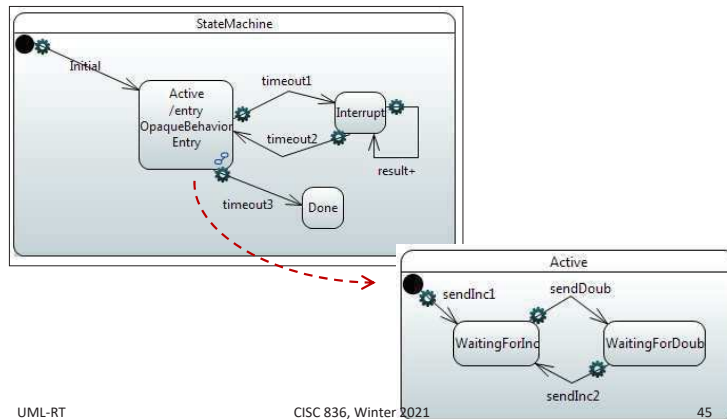 StateMachine
Initial
Active
/entry
OpaqueBehavior
Entry
timeout1
Interrupt
timeout2
result+
timeout3
Done
Active
sendInc1
sendDoub
WaitingForInc
WaitingForDoub
sendInc2
UML-RT
CISC 836, Winter 2021
45